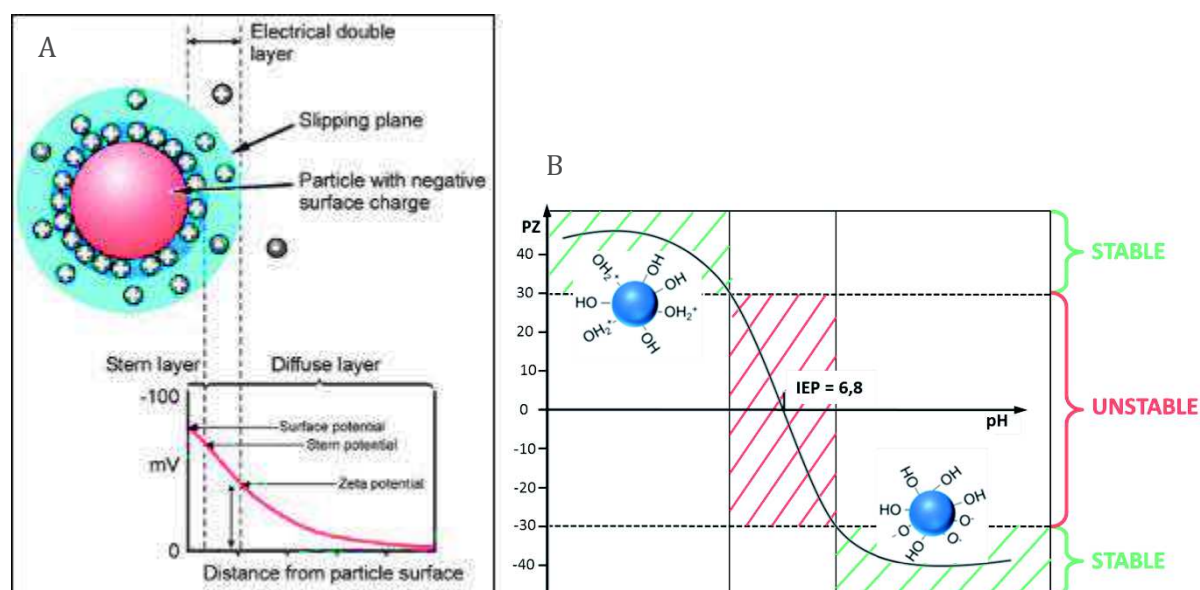 A
Electrical double
layer
Slipping plane
Particle with negative
surface charge
Stern layer
Diffuse layer
-100
mV
0
Surface potential
Stern potential
Zeta potential
Distance from particle surface
B
PZ
40
30
20
10
0
-10
-20
-30
-40
OH₂⁺
OH
OH
HO
OH₂⁺
OH₂⁺
OH
IEP = 6,8
pH
HO
OH
HO
OH
⁻O
O⁻
HO
O⁻
STABLE
UNSTABLE
STABLE